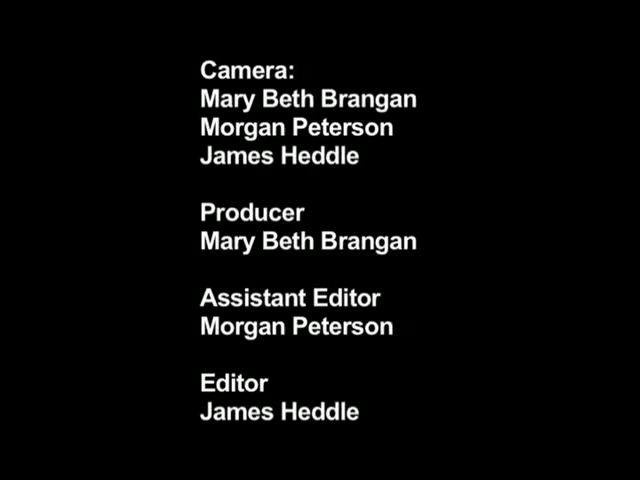 Camera:
Mary Beth Brangan
Morgan Peterson
James Heddle
Producer
Mary Beth Brangan
Assistant Editor
Morgan Peterson
Editor
James Heddle